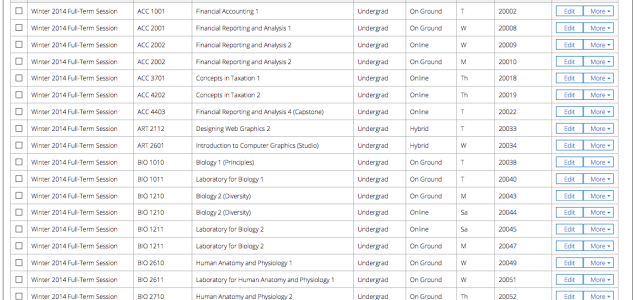 Winter 2014 Full-Term Session ACC 1001 Financial Accounting 1 Undergrad On Ground T 20002 Edit More
Winter 2014 Full-Term Session ACC 2001 Financial Reporting and Analysis 1 Undergrad On Ground W 20008 Edit More
Winter 2014 Full-Term Session ACC 2002 Financial Reporting and Analysis 2 Undergrad Online W 20009 Edit More
Winter 2014 Full-Term Session ACC 2002 Financial Reporting and Analysis 2 Undergrad On Ground M 20010 Edit More
Winter 2014 Full-Term Session ACC 3701 Concepts in Taxation 1 Undergrad Online Th 20018 Edit More
Winter 2014 Full-Term Session ACC 4202 Concepts in Taxation 2 Undergrad Online Th 20019 Edit More
Winter 2014 Full-Term Session ACC 4403 Financial Reporting and Analysis 4 (Capstone) Undergrad Online T 20022 Edit More
Winter 2014 Full-Term Session ART 2112 Designing Web Graphics 2 Undergrad Hybrid T 20033 Edit More
Winter 2014 Full-Term Session ART 2601 Introduction to Computer Graphics (Studio) Undergrad Hybrid W 20034 Edit More
Winter 2014 Full-Term Session BIO 1010 Biology 1 (Principles) Undergrad On Ground T 20038 Edit More
Winter 2014 Full-Term Session BIO 1011 Laboratory for Biology 1 Undergrad On Ground T 20040 Edit More
Winter 2014 Full-Term Session BIO 1210 Biology 2 (Diversity) Undergrad On Ground M 20043 Edit More
Winter 2014 Full-Term Session BIO 1210 Biology 2 (Diversity) Undergrad Online Sa 20044 Edit More
Winter 2014 Full-Term Session BIO 1211 Laboratory for Biology 2 Undergrad Online Sa 20045 Edit More
Winter 2014 Full-Term Session BIO 1211 Laboratory for Biology 2 Undergrad On Ground M 20047 Edit More
Winter 2014 Full-Term Session BIO 2610 Human Anatomy and Physiology 1 Undergrad On Ground W 20049 Edit More
Winter 2014 Full-Term Session BIO 2611 Laboratory for Human Anatomy and Physiology 1 Undergrad On Ground W 20051 Edit More
Winter 2014 Full-Term Session BIO 2710 Human Anatomy and Physiology 2 Undergrad On Ground Th 20052 Edit More